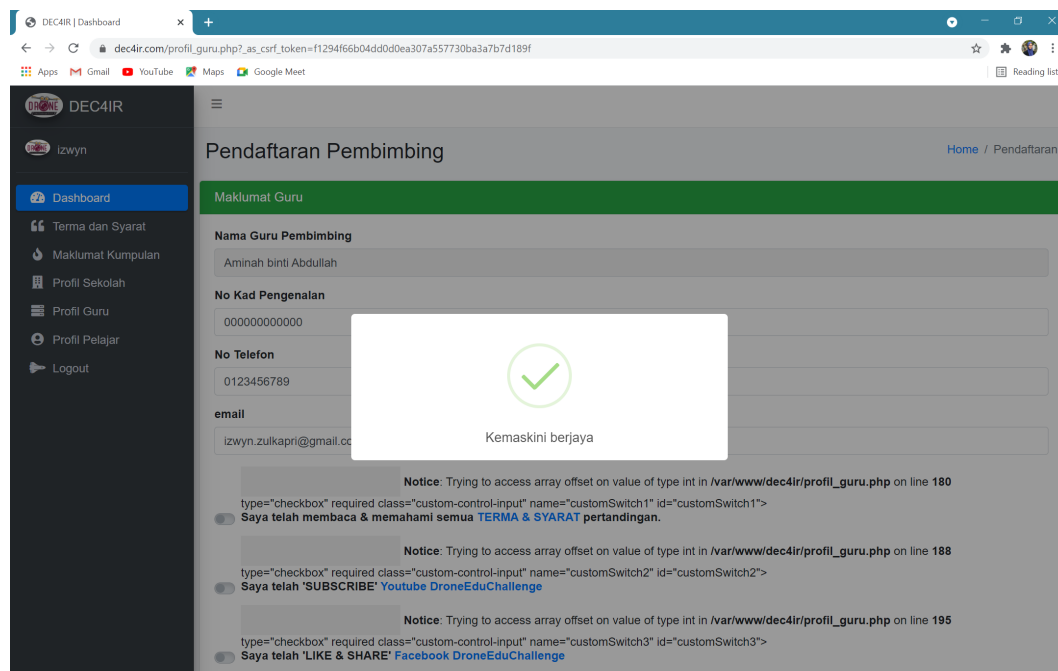 DEC4IR | Dashboard
dec4ir.com/profil_guru.php?_as_csrf_token=f1294f66b04dd0d0ea307a557730ba3a7b7d189f
Apps Gmail YouTube Maps Google Meet Reading list
DRONE DEC4IR
izwyn
Pendaftaran Pembimbing
Home / Pendaftaran
Dashboard
Terma dan Syarat
Maklumat Kumpulan
Profil Sekolah
Profil Guru
Profil Pelajar
Logout
Maklumat Guru
Nama Guru Pembimbing
Aminah binti Abdullah
No Kad Pengenalan
000000000000
No Telefon
0123456789
email
izwyn.zulkapri@gmail.co
Kemaskini berjaya
Notice: Trying to access array offset on value of type int in /var/www/dec4ir/profil_guru.php on line 180
type="checkbox" required class="custom-control-input" name="customSwitch1" id="customSwitch1">
Saya telah membaca & memahami semua TERMA & SYARAT pertandingan.
Notice: Trying to access array offset on value of type int in /var/www/dec4ir/profil_guru.php on line 188
type="checkbox" required class="custom-control-input" name="customSwitch2" id="customSwitch2">
Saya telah 'SUBSCRIBE' Youtube DroneEduChallenge
Notice: Trying to access array offset on value of type int in /var/www/dec4ir/profil_guru.php on line 195
type="checkbox" required class="custom-control-input" name="customSwitch3" id="customSwitch3">
Saya telah 'LIKE & SHARE' Facebook DroneEduChallenge